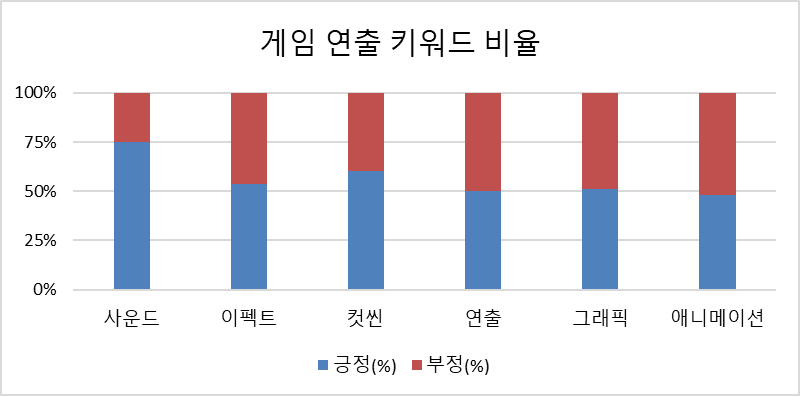 게임 연출 키워드 비율
100%
75%
50%
25%
0%
사운드 이펙트 컷씬 연출 그래픽 애니메이션
긍정(%) 부정(%)